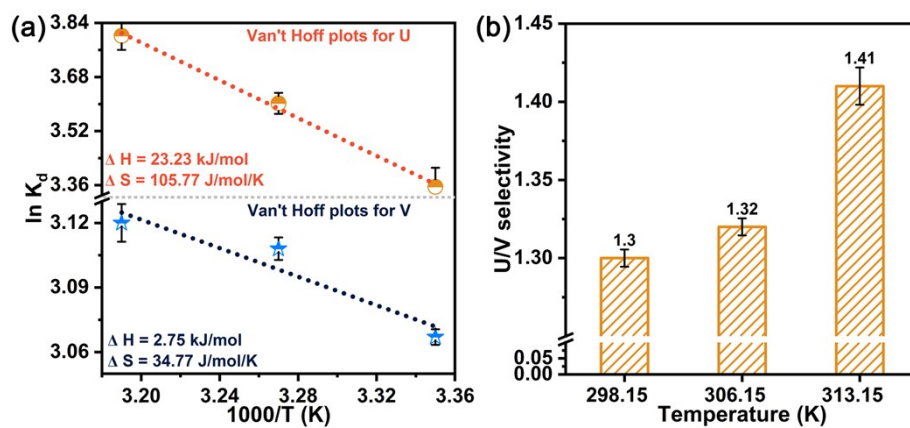 (a)
Van't Hoff plots for U
3.84
3.68
3.52
3.36
Δ H = 23.23 kJ/mol
Δ S = 105.77 J/mol/K
ln Kd
Van't Hoff plots for V
3.12
3.09
3.06
Δ H = 2.75 kJ/mol
Δ S = 34.77 J/mol/K
3.20 3.24 3.28 3.32 3.36
1000/T (K)
(b)
1.45
1.40
1.35
1.30
0.05
0.00
U/V selectivity
1.3
1.32
1.41
298.15 306.15 313.15
Temperature (K)